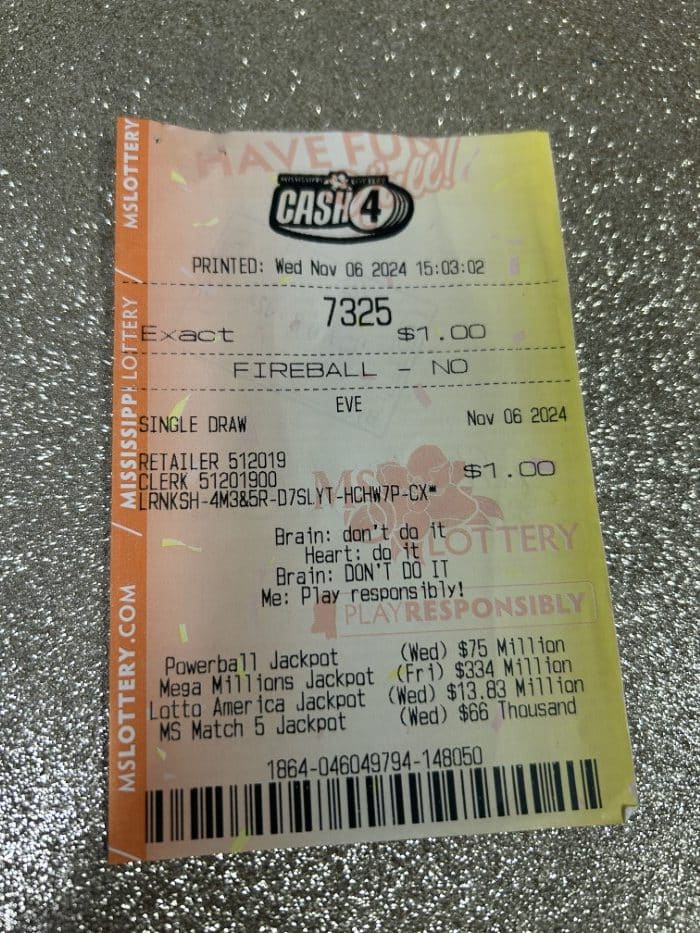 HAVE FUN
MISSISSIPPI LOTTERY
CASH 4
PRINTED: Wed Nov 06 2024 15:03:02
7325
Exact $1.00
FIREBALL - NO
EVE
SINGLE DRAW Nov 06 2024
RETAILER 512019
CLERK 51201900 $1.00
LRNKSH-4M3&5R-D7SLYT-HCHW7P-CX*
Brain: don't do it
Heart: do it
Brain: DON'T DO IT
Me: Play responsibly!
MS LOTTERY
PLAYRESPONSIBLY
Powerball Jackpot (Wed) $75 Million
Mega Millions Jackpot (Fri) $334 Million
Lotto America Jackpot (Wed) $13.83 Million
MS Match 5 Jackpot (Wed) $66 Thousand
1864-046049794-148050
MSLOTTERY.COM / MISSISSIPPI LOTTERY / MSLOTTERY